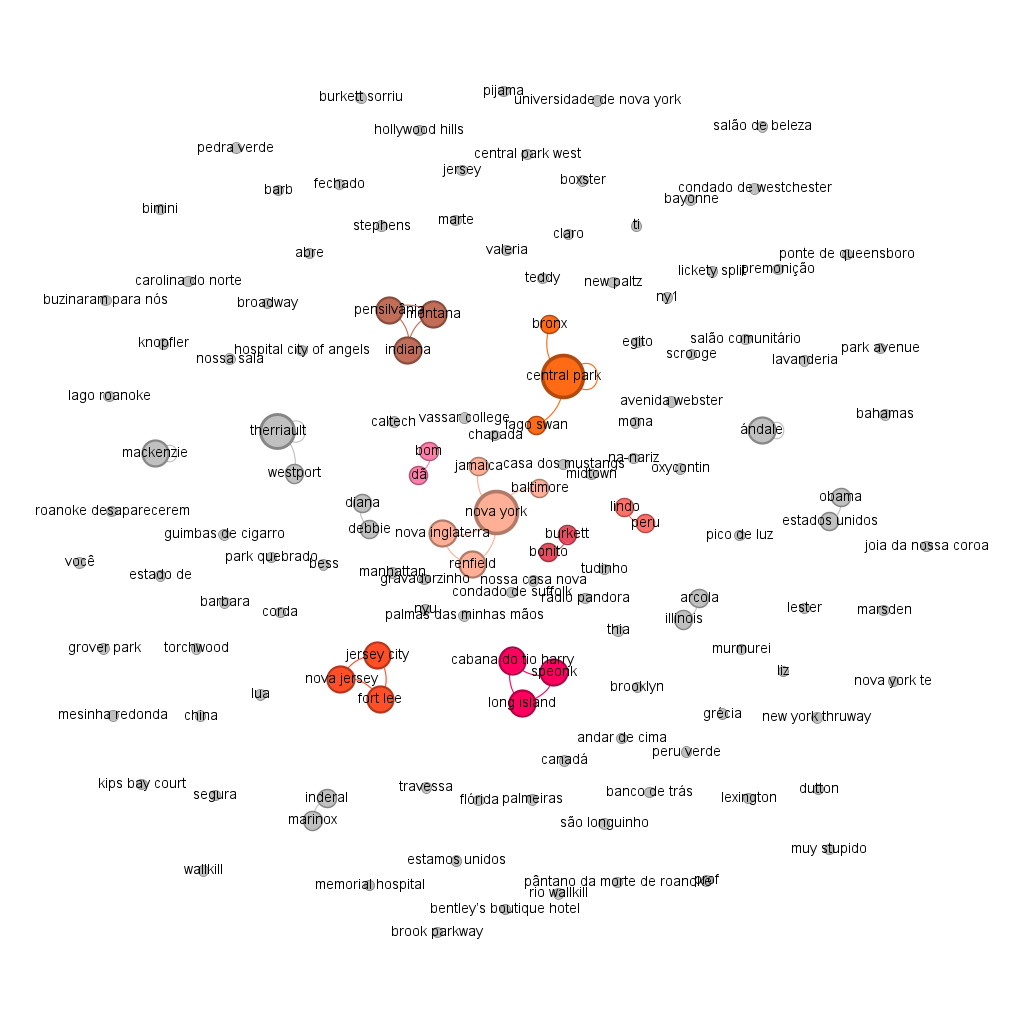 pijama
burkett sorriu
universidade de nova york
salão de beleza
hollywood hills
pedra verde
central park west
jersey
boxster
fechado
barb
condado de westchester
bayonne
bimini
marte
stephens
ti
claro
valeria
abre
ponte de queensboro
premonição
lickety split
teddy
carolina do norte
new paltz
ny1
buzinaram para nós
broadway
pensilvânia
montana
bronx
knopfler
hospital city of angels
indiana
egito
salão comunitário
scrooge
park avenue
nossa sala
lavanderia
central park
lago roanoke
avenida webster
bahamas
vassar college
caltech
mona
lago swan
therriault
ándale
chapada
mackenzie
bom
na-nariz
jamaica
casa dos mustangs
midtown
oxycontin
westport
dã
baltimore
obama
diana
lindo
roanoke desaparecerem
nova york
estados unidos
peru
debbie
guimbas de cigarro
nova inglaterra
burkett
pico de luz
joia da nossa coroa
bonito
park quebrado
você
bess
renfield
tudinho
manhattan
estado de
gravadorzinho
nossa casa nova
condado de suffolk
rádio pandora
arcola
barbara
corda
nyu
palmas das minhas mãos
lester
marsden
illinois
thia
grover park
torchwood
jersey city
cabana do tio harry
murmurei
speonk
liz
nova jersey
nova york te
brooklyn
lua
fort lee
long island
mesinha redonda
china
grécia
new york thruway
andar de cima
peru verde
canadá
kips bay court
travessa
dutton
banco de trás
segura
inderal
flórida
palmeiras
lexington
marinox
são longuinho
muy stupido
estamos unidos
wallkill
memorial hospital
pântano da morte de roanoke
prof
rio wallkill
bentley's boutique hotel
brook parkway